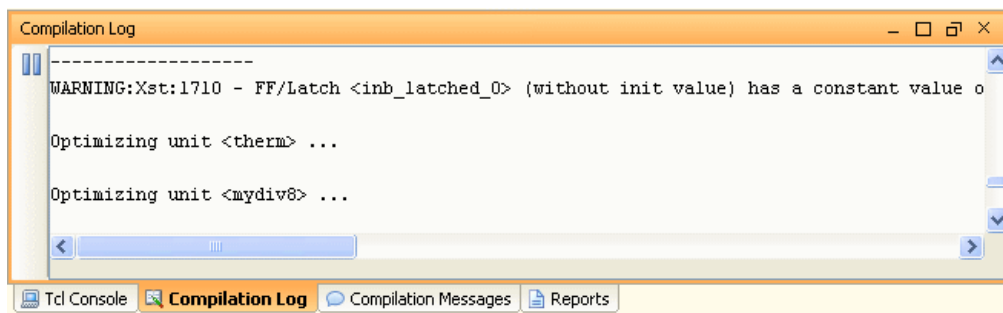 Compilation Log
-------------------
WARNING:Xst:1710 - FF/Latch <inb_latched_0> (without init value) has a constant value o
Optimizing unit <therm> ...
Optimizing unit <mydiv8> ...
Tcl Console Compilation Log Compilation Messages Reports